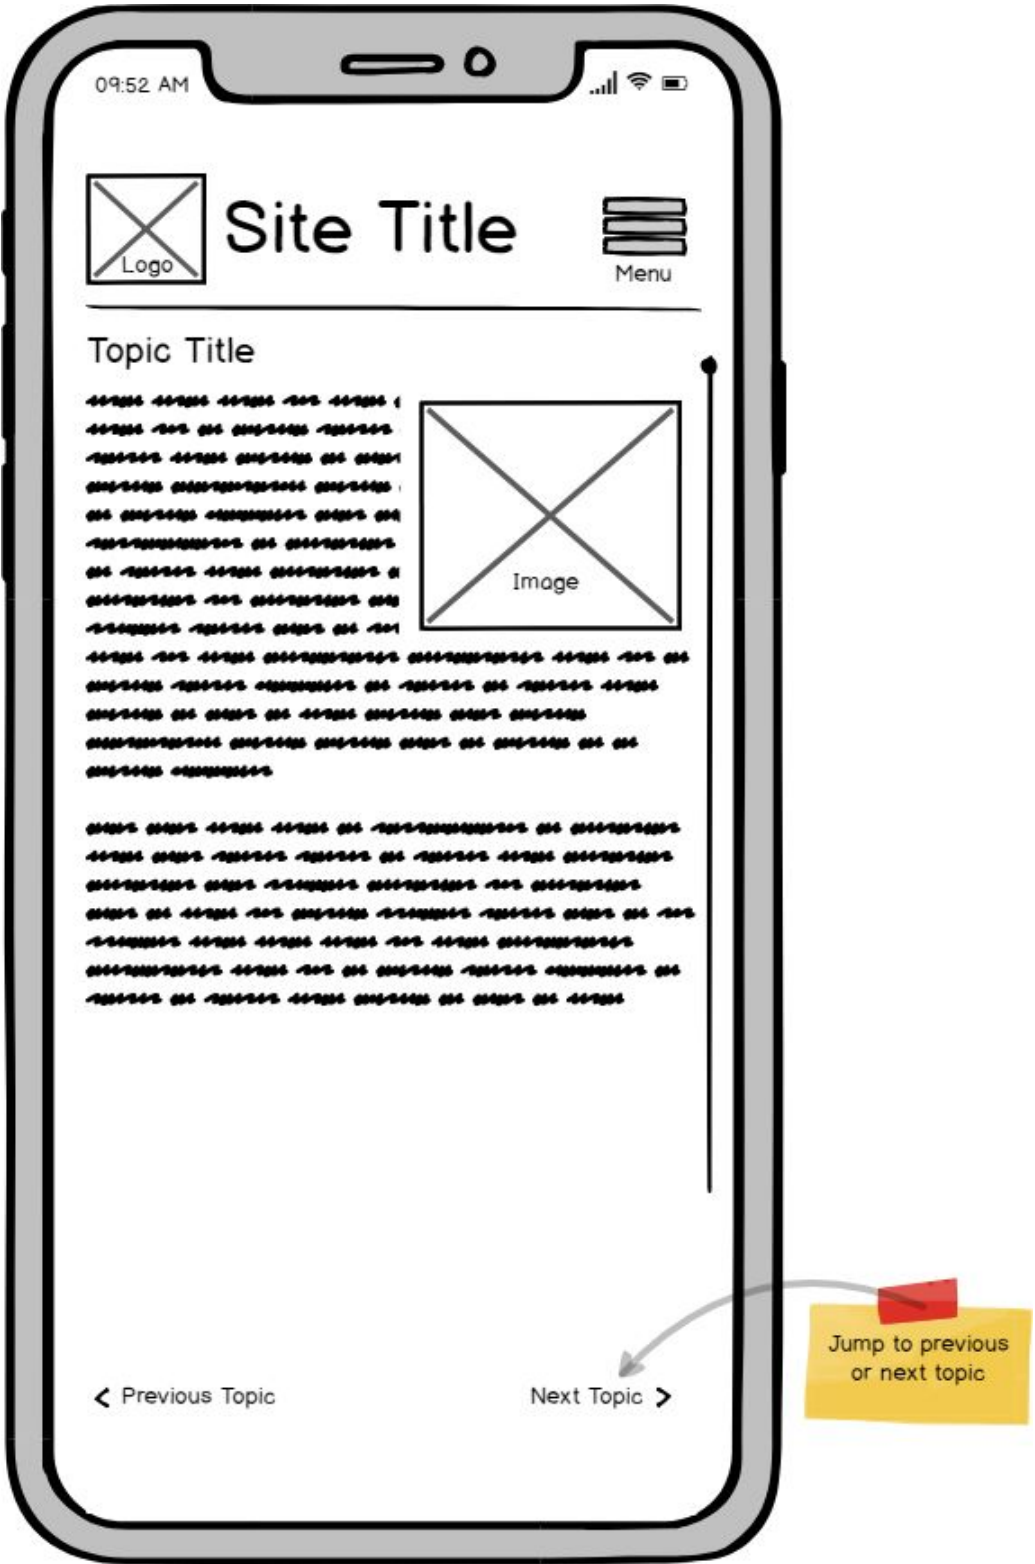 09:52 AM
Logo
Site Title
Menu
Topic Title
Image
Jump to previous
or next topic
Previous Topic
Next Topic